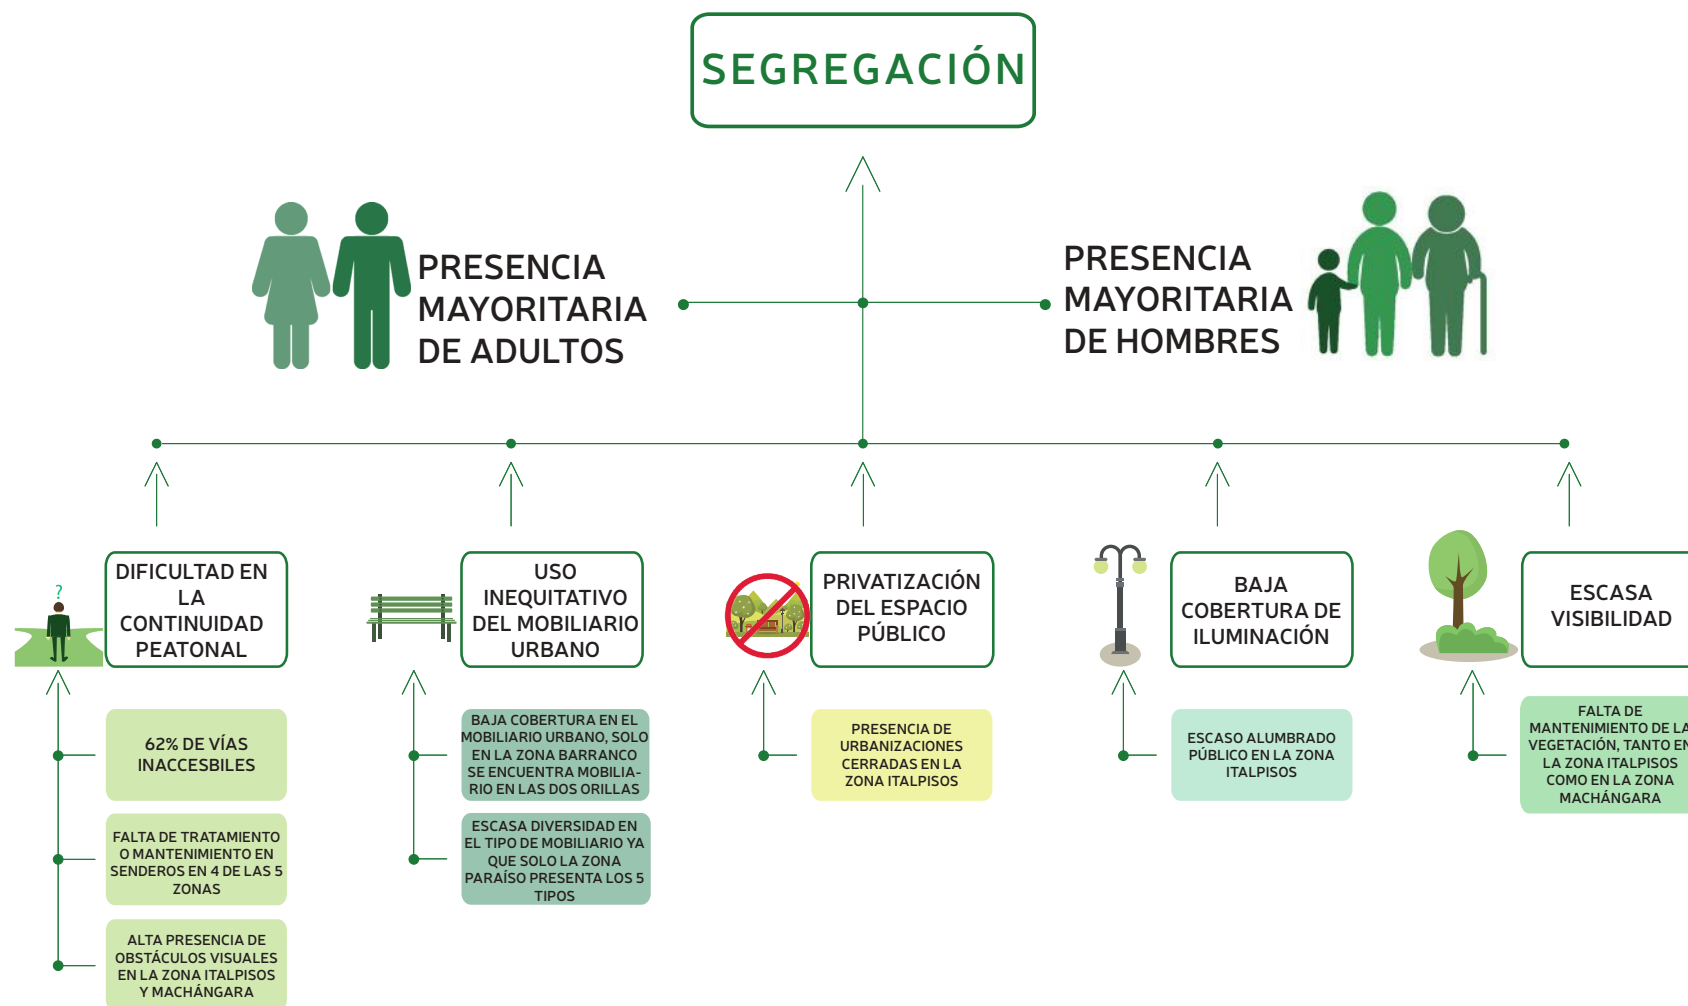 SEGREGACIÓN
PRESENCIA
MAYORITARIA
DE ADULTOS
PRESENCIA
MAYORITARIA
DE HOMBRES
?
DIFICULTAD EN
LA
CONTINUIDAD
PEATONAL
62% DE VÍAS
INACCESBILES
FALTA DE TRATAMIENTO
O MANTENIMIENTO EN
SENDEROS EN 4 DE LAS 5
ZONAS
ALTA PRESENCIA DE
OBSTÁCULOS VISUALES
EN LA ZONA ITALPISOS
Y MACHÁNGARA
USO
INEQUITATIVO
DEL MOBILIARIO
URBANO
BAJA COBERTURA EN EL
MOBILIARIO URBANO, SOLO
EN LA ZONA BARRANCO
SE ENCUENTRA MOBILIA-
RIO EN LAS DOS ORILLAS
ESCASA DIVERSIDAD EN
EL TIPO DE MOBILIARIO YA
QUE SOLO LA ZONA
PARAÍSO PRESENTA LOS 5
TIPOS
PRIVATIZACIÓN
DEL ESPACIO
PÚBLICO
PRESENCIA DE
URBANIZACIONES
CERRADAS EN LA
ZONA ITALPISOS
BAJA
COBERTURA DE
ILUMINACIÓN
ESCASO ALUMBRADO
PÚBLICO EN LA ZONA
ITALPISOS
ESCASA
VISIBILIDAD
FALTA DE
MANTENIMIENTO DE LA
VEGETACIÓN, TANTO EN
LA ZONA ITALPISOS
COMO EN LA ZONA
MACHÁNGARA